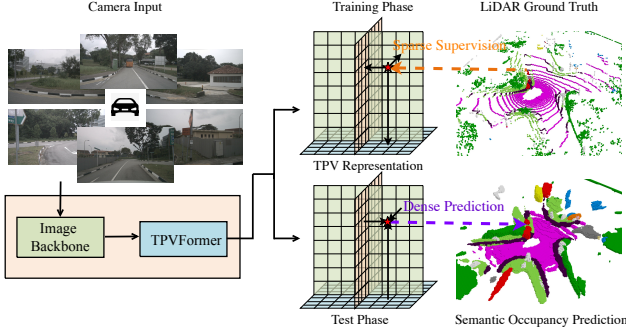 Camera Input
Training Phase
LiDAR Ground Truth
Sparse Supervision
TPV Representation
Image
Backbone
TPVFormer
Dense Prediction
Test Phase
Semantic Occupancy Prediction